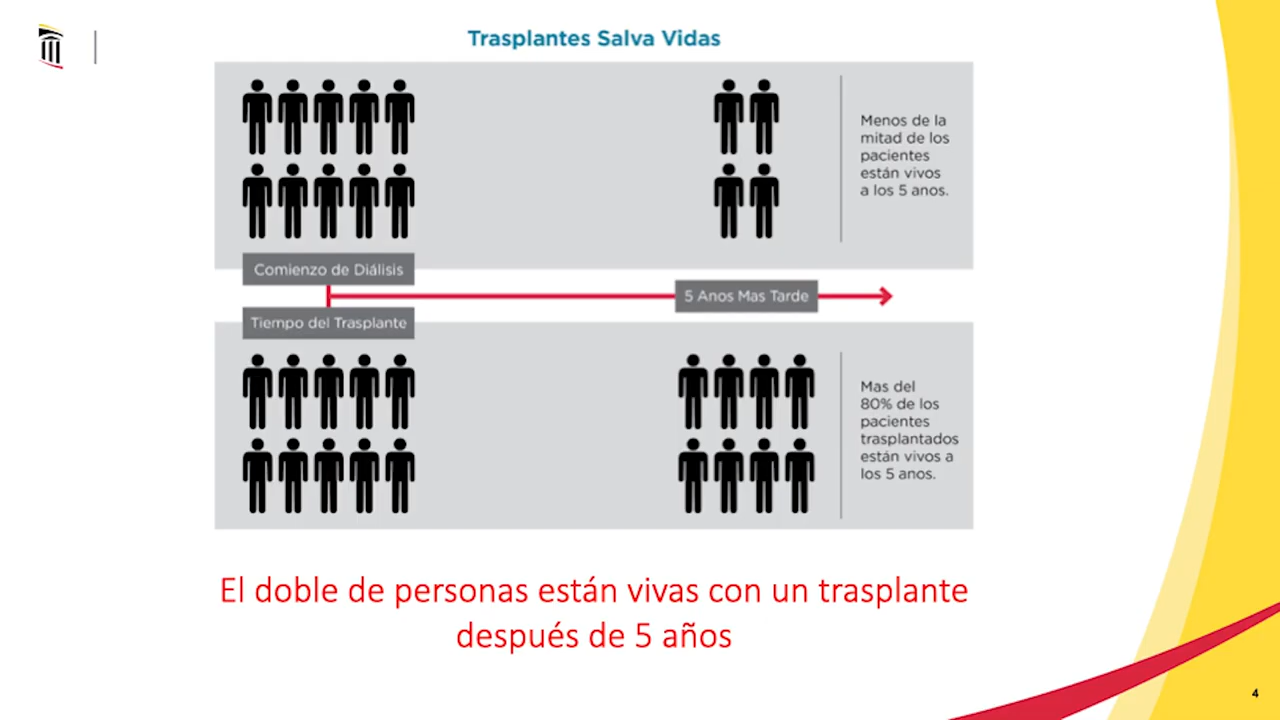 Trasplantes Salva Vidas
Menos de la
mitad de los
pacientes
están vivos
a los 5 anos.
Comienzo de Diálisis
5 Anos Mas Tarde
Tiempo del Trasplante
Mas del
80% de los
pacientes
trasplantados
están vivos a
los 5 anos.
El doble de personas están vivas con un trasplante
después de 5 años
4